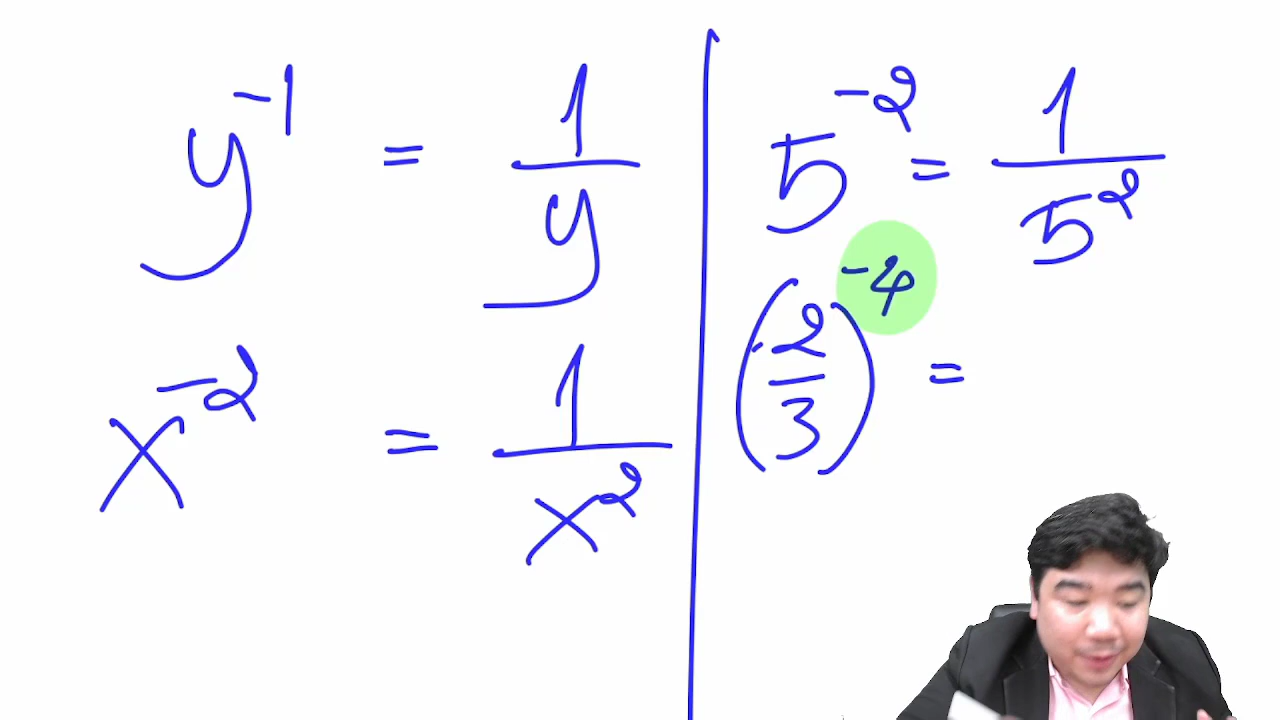 y⁻¹ = 1/y
x⁻² = 1/x²
5⁻² = 1/5²
(-2/3)⁻⁴ =